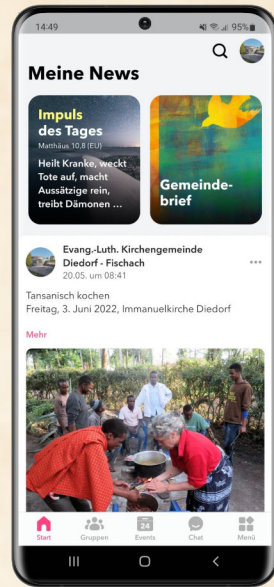 14:49
95%
Meine News
Impuls
des Tages
Matthäus 10,8 (EU)
Heilt Kranke, weckt
Tote auf, macht
Aussätzige rein,
treibt Dämonen ...
Gemeinde-
brief
Evang.-Luth. Kirchengemeinde
Diedorf - Fischach
20.05. um 08:41
Tansanisch kochen
Freitag, 3. Juni 2022, Immanuelkirche Diedorf
Mehr
24
Start Gruppen Events Chat Menü